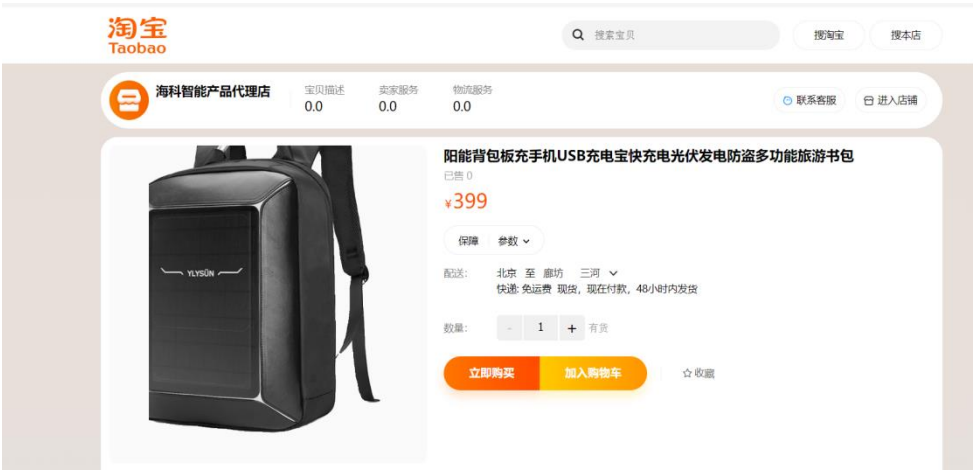 淘宝
Taobao
搜索宝贝
搜淘宝
搜本店
海科智能产品代理店
宝贝描述 卖家服务 物流服务
0.0 0.0 0.0
联系客服
进入店铺
阳能背包板充手机USB充电宝快充电光伏发电防盗多功能旅游书包
已售 0
¥399
保障 参数
配送: 北京 至 廊坊 三河
快递: 免运费 现货，现在付款，48小时内发货
数量: - 1 + 有货
立即购买 加入购物车 收藏
YLYSÜN